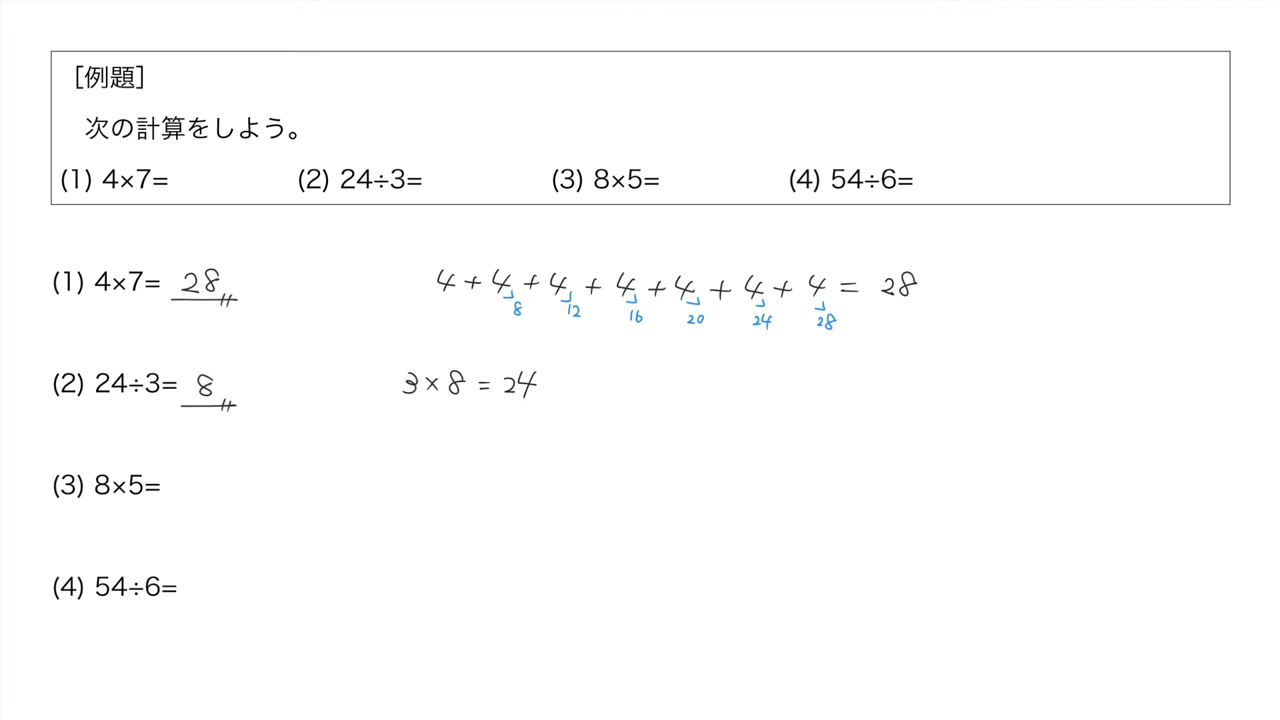 ［例題］
次の計算をしよう。
(1) 4×7= (2) 24÷3= (3) 8×5= (4) 54÷6=
(1) 4×7= 28 4+4+4+4+4+4+4=28
8 12 16 20 24 28
(2) 24÷3= 8 3×8=24
(3) 8×5=
(4) 54÷6=